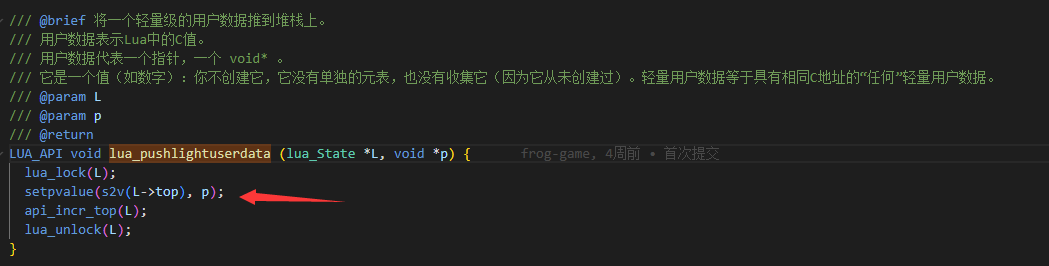 /// @brief 将一个轻量级的用户数据推到堆栈上。
/// 用户数据表示Lua中的C值。
/// 用户数据代表一个指针，一个 void* 。
/// 它是一个值（如数字）：你不创建它，它没有单独的元表，也没有收集它（因为它从未创建过）。轻量用户数据等于具有相同C地址的“任何”轻量用户数据。
/// @param L
/// @param p
/// @return
LUA_API void lua_pushlightuserdata (lua_State *L, void *p) { frog-game, 4周前 • 首次提交
lua_lock(L);
setpvalue(s2v(L->top), p);
api_incr_top(L);
lua_unlock(L);
}